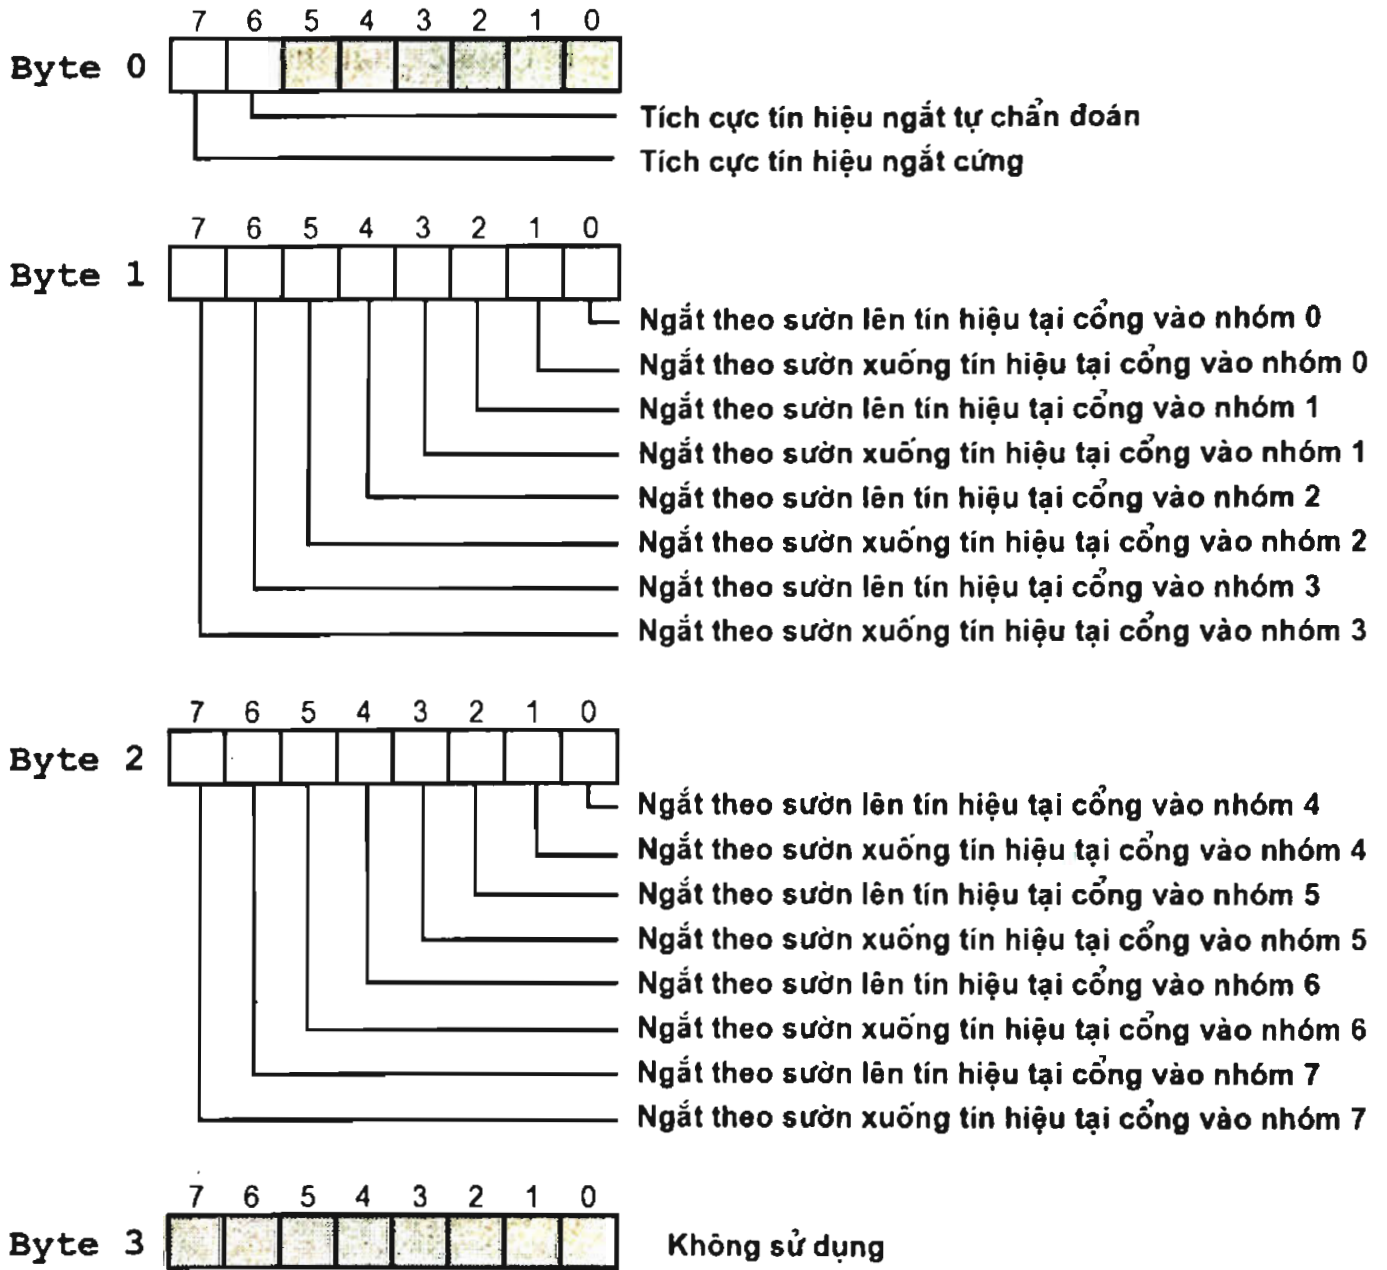 7 6 5 4 3 2 1 0
Byte 0
Tích cực tín hiệu ngắt tự chẩn đoán
Tích cực tín hiệu ngắt cứng
7 6 5 4 3 2 1 0
Byte 1
Ngắt theo sườn lên tín hiệu tại cổng vào nhóm 0
Ngắt theo sườn xuống tín hiệu tại cổng vào nhóm 0
Ngắt theo sườn lên tín hiệu tại cổng vào nhóm 1
Ngắt theo sườn xuống tín hiệu tại cổng vào nhóm 1
Ngắt theo sườn lên tín hiệu tại cổng vào nhóm 2
Ngắt theo sườn xuống tín hiệu tại cổng vào nhóm 2
Ngắt theo sườn lên tín hiệu tại cổng vào nhóm 3
Ngắt theo sườn xuống tín hiệu tại cổng vào nhóm 3
7 6 5 4 3 2 1 0
Byte 2
Ngắt theo sườn lên tín hiệu tại cổng vào nhóm 4
Ngắt theo sườn xuống tín hiệu tại cổng vào nhóm 4
Ngắt theo sườn lên tín hiệu tại cổng vào nhóm 5
Ngắt theo sườn xuống tín hiệu tại cổng vào nhóm 5
Ngắt theo sườn lên tín hiệu tại cổng vào nhóm 6
Ngắt theo sườn xuống tín hiệu tại cổng vào nhóm 6
Ngắt theo sườn lên tín hiệu tại cổng vào nhóm 7
Ngắt theo sườn xuống tín hiệu tại cổng vào nhóm 7
7 6 5 4 3 2 1 0
Byte 3
Không sử dụng